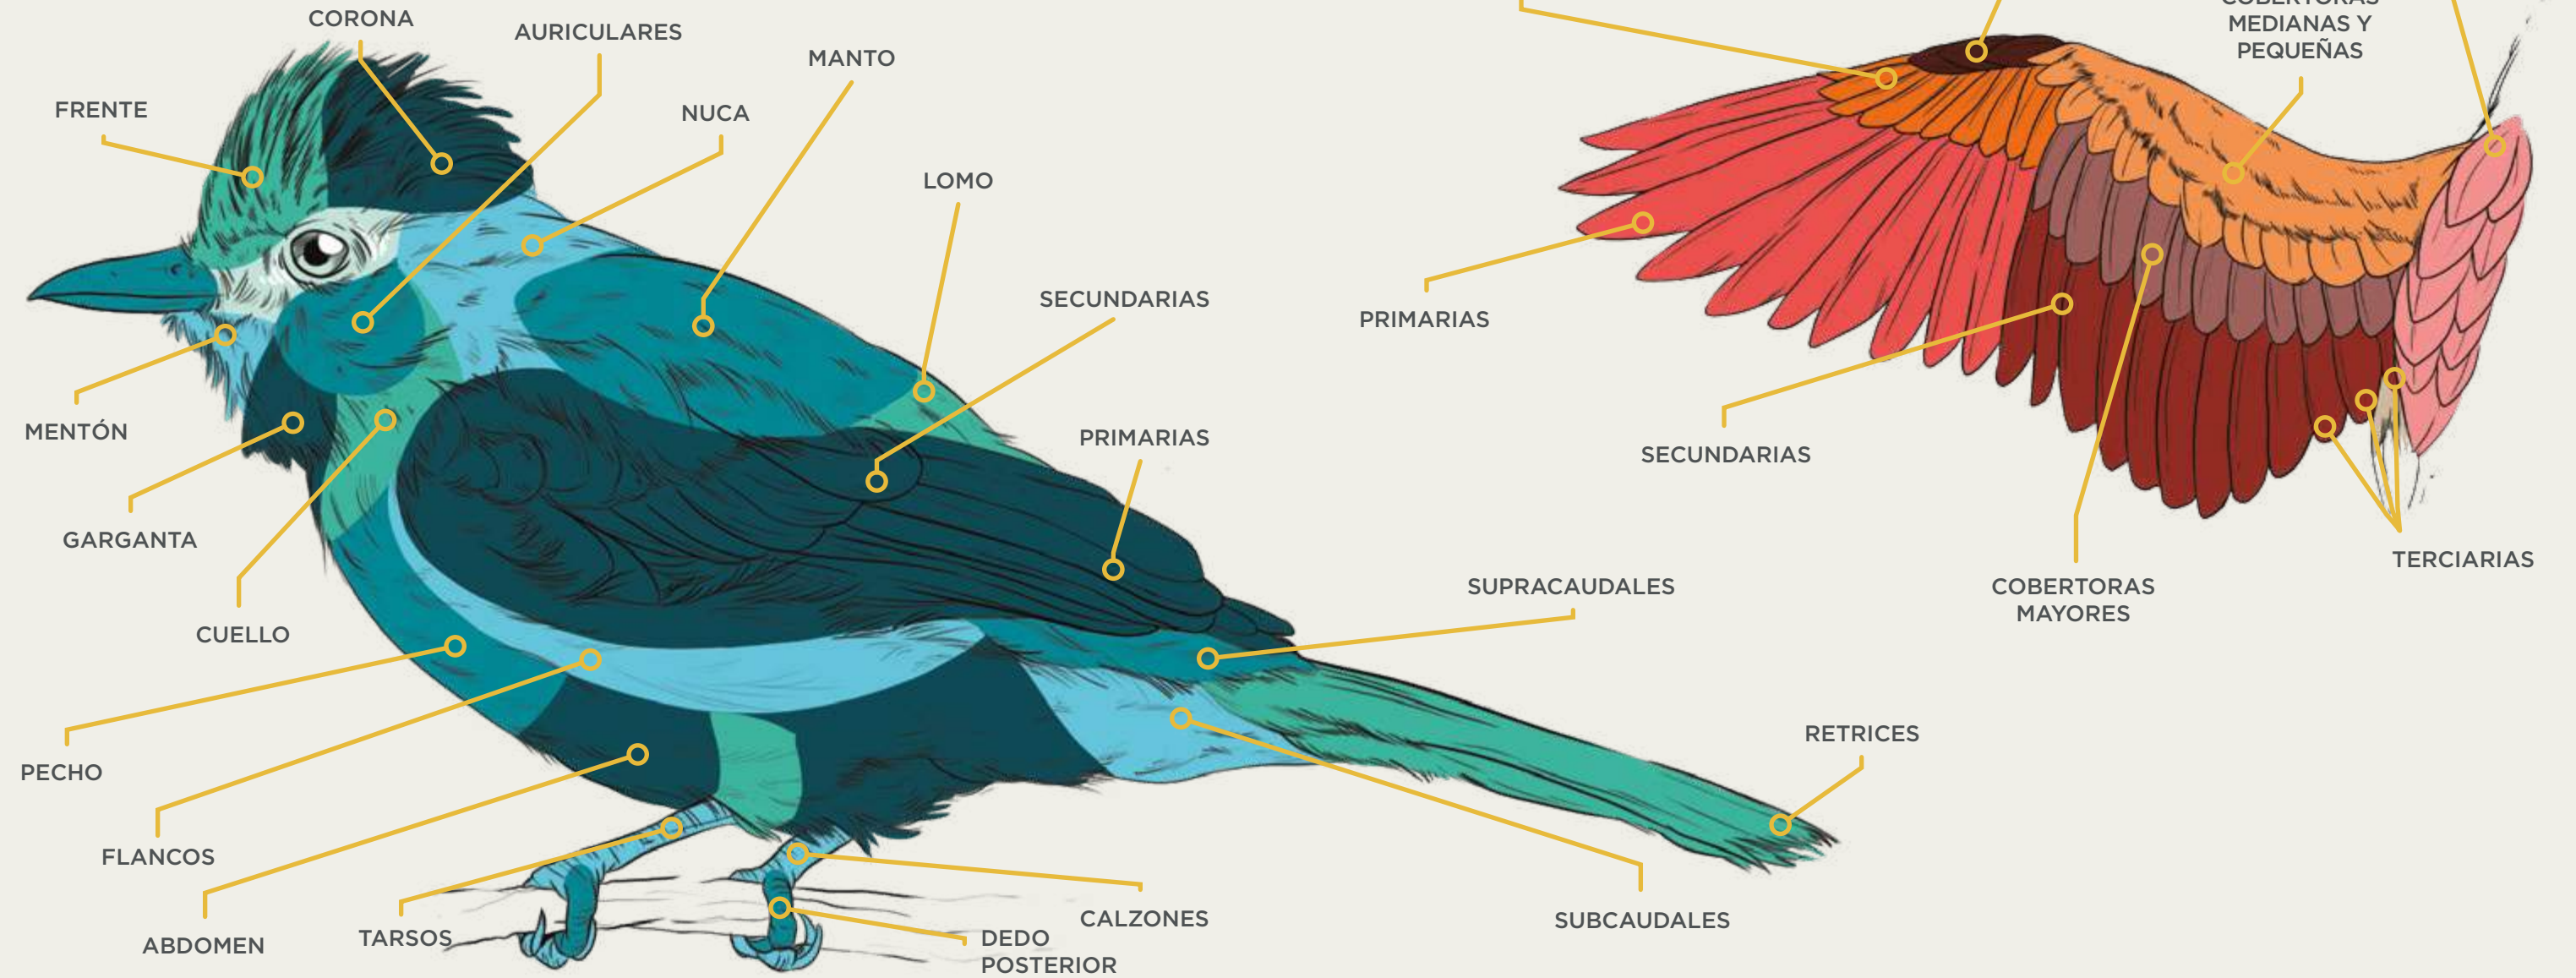 CORONA
AURICULARES
MANTO
FRENTE
NUCA
LOMO
SECUNDARIAS
PRIMARIAS
MENTÓN
GARGANTA
CUELLO
PECHO
FLANCOS
ABDOMEN
TARSOS
DEDO
POSTERIOR
CALZONES
SUPRACAUDALES
RETRICES
SUBCAUDALES
COBERTORAS
MEDIANAS Y
PEQUEÑAS
PRIMARIAS
SECUNDARIAS
COBERTORAS
MAYORES
TERCIARIAS